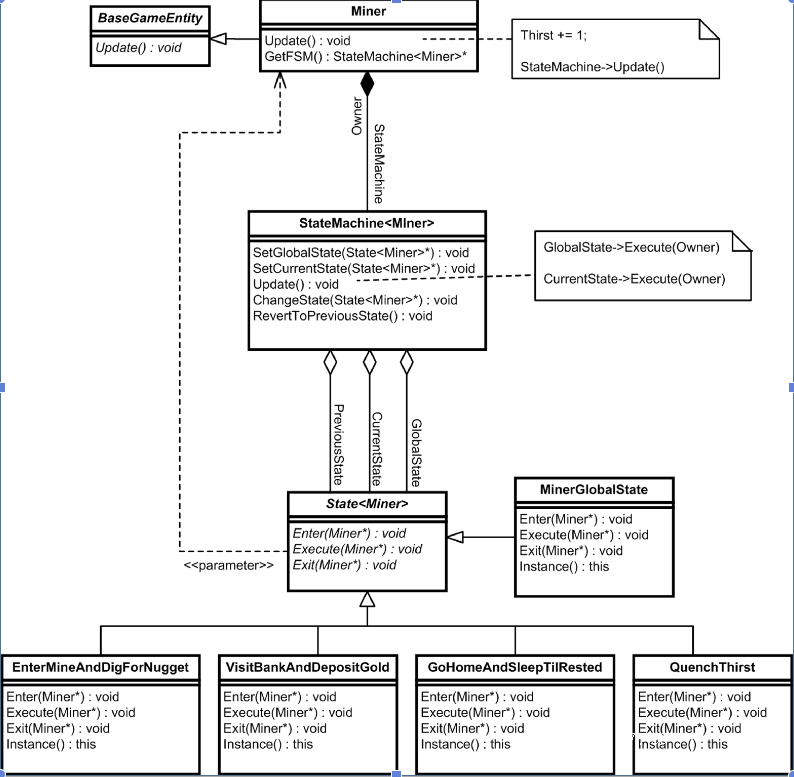 BaseGameEntity
Update() : void
Miner
Update() : void
GetFSM() : StateMachine<Miner>*
Thirst += 1;
StateMachine->Update()
Owner
StateMachine
StateMachine<MIner>
SetGlobalState(State<Miner>*) : void
SetCurrentState(State<Miner>*) : void
Update() : void
ChangeState(State<Miner>*) : void
RevertToPreviousState() : void
GlobalState->Execute(Owner)
CurrentState->Execute(Owner)
PreviousState
CurrentState
GlobalState
State<Miner>
Enter(Miner*) : void
Execute(Miner*) : void
Exit(Miner*) : void
<<parameter>>
MinerGlobalState
Enter(Miner*) : void
Execute(Miner*) : void
Exit(Miner*) : void
Instance() : this
EnterMineAndDigForNugget
Enter(Miner*) : void
Execute(Miner*) : void
Exit(Miner*) : void
Instance() : this
VisitBankAndDepositGold
Enter(Miner*) : void
Execute(Miner*) : void
Exit(Miner*) : void
Instance() : this
GoHomeAndSleepTilRested
Enter(Miner*) : void
Execute(Miner*) : void
Exit(Miner*) : void
Instance() : this
QuenchThirst
Enter(Miner*) : void
Execute(Miner*) : void
Exit(Miner*) : void
Instance() : this